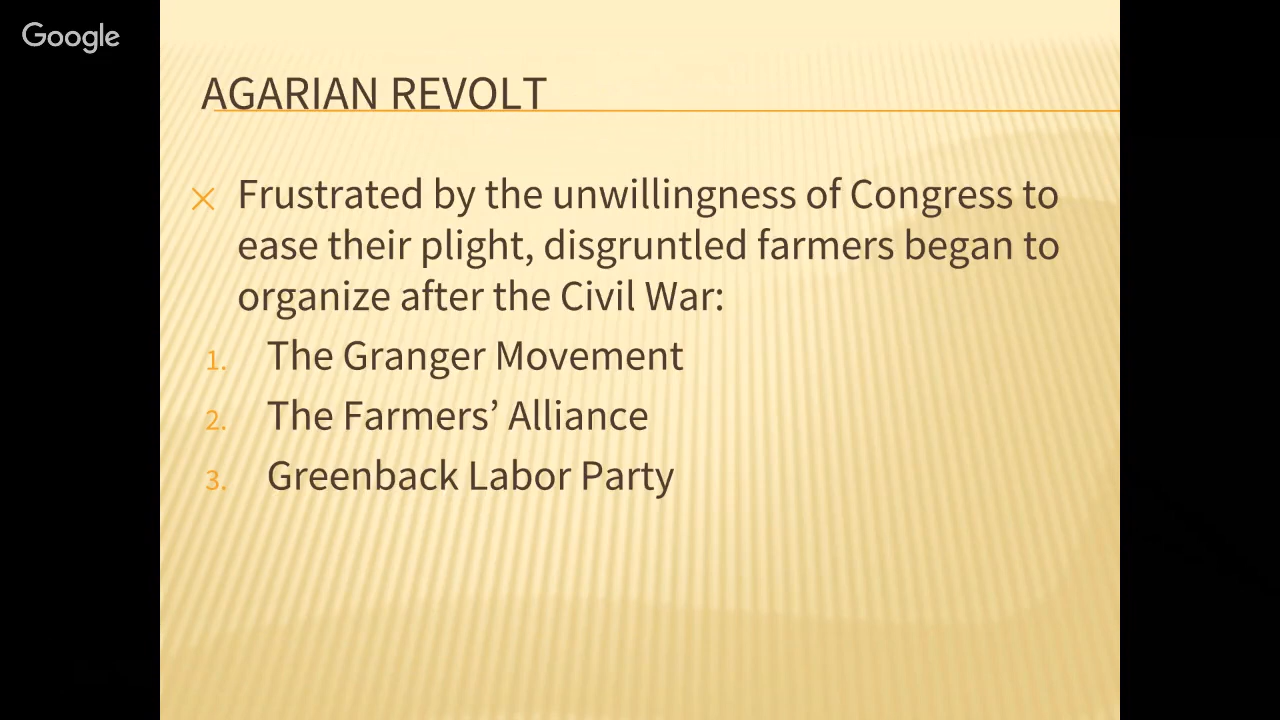 Google
AGARIAN REVOLT
Frustrated by the unwillingness of Congress to
ease their plight, disgruntled farmers began to
organize after the Civil War:
1. The Granger Movement
2. The Farmers’ Alliance
3. Greenback Labor Party